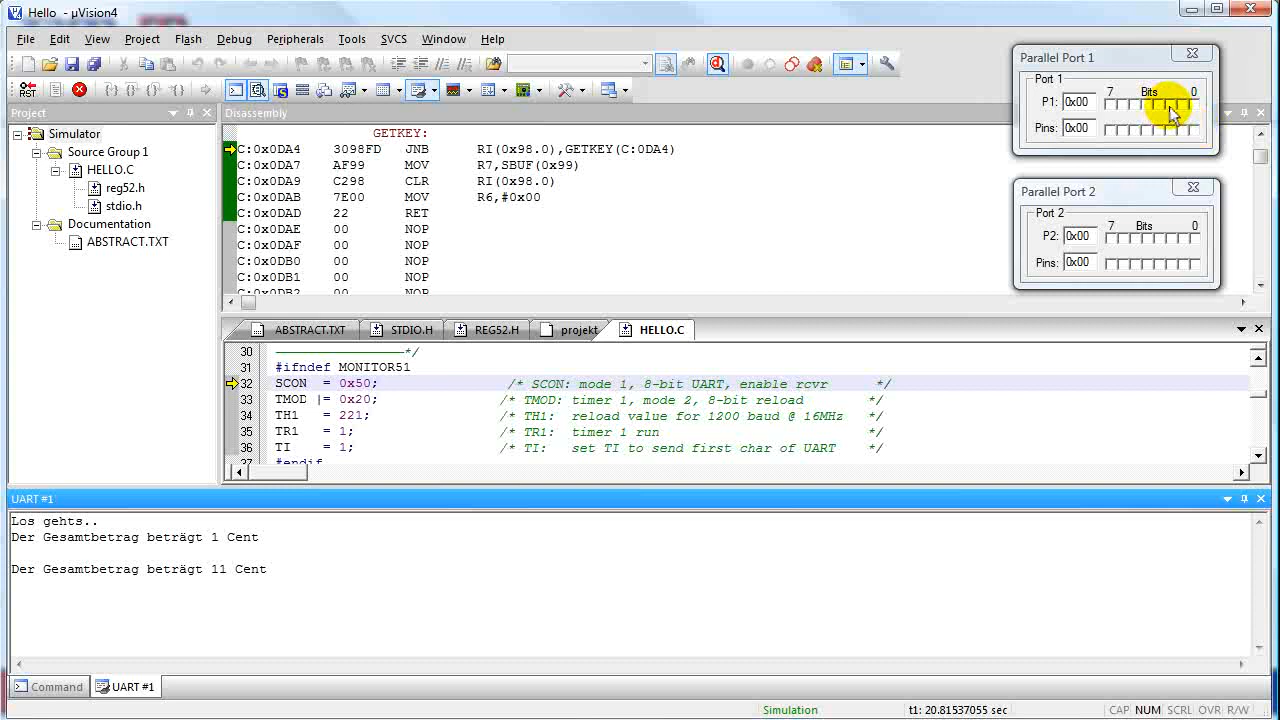 Hello - µVision4
File Edit View Project Flash Debug Peripherals Tools SVCS Window Help
RST
Project
Simulator
Source Group 1
HELLO.C
reg52.h
stdio.h
Documentation
ABSTRACT.TXT
Disassembly
GETKEY:
C:0x0DA4 3098FD JNB RI(0x98.0),GETKEY(C:0DA4)
C:0x0DA7 AF99 MOV R7,SBUF(0x99)
C:0x0DA9 C298 CLR RI(0x98.0)
C:0x0DAB 7E00 MOV R6,#0x00
C:0x0DAD 22 RET
C:0x0DAE 00 NOP
C:0x0DAF 00 NOP
C:0x0DB0 00 NOP
C:0x0DB1 00 NOP
C:0x0DB2 00 NOP
Parallel Port 1
Port 1
7 Bits 0
P1: 0x00
Pins: 0x00
Parallel Port 2
Port 2
7 Bits 0
P2: 0x00
Pins: 0x00
ABSTRACT.TXT STDIO.H REG52.H projekt HELLO.C
30 ————————————————*/
31 #ifndef MONITOR51
32 SCON = 0x50; /* SCON: mode 1, 8-bit UART, enable rcvr */
33 TMOD |= 0x20; /* TMOD: timer 1, mode 2, 8-bit reload */
34 TH1 = 221; /* TH1: reload value for 1200 baud @ 16MHz */
35 TR1 = 1; /* TR1: timer 1 run */
36 TI = 1; /* TI: set TI to send first char of UART */
37 #endif
UART #1
Los gehts..
Der Gesamtbetrag beträgt 1 Cent
Der Gesamtbetrag beträgt 11 Cent
Command UART #1
Simulation t1: 20.81537055 sec CAP NUM SCRL OVR R/W